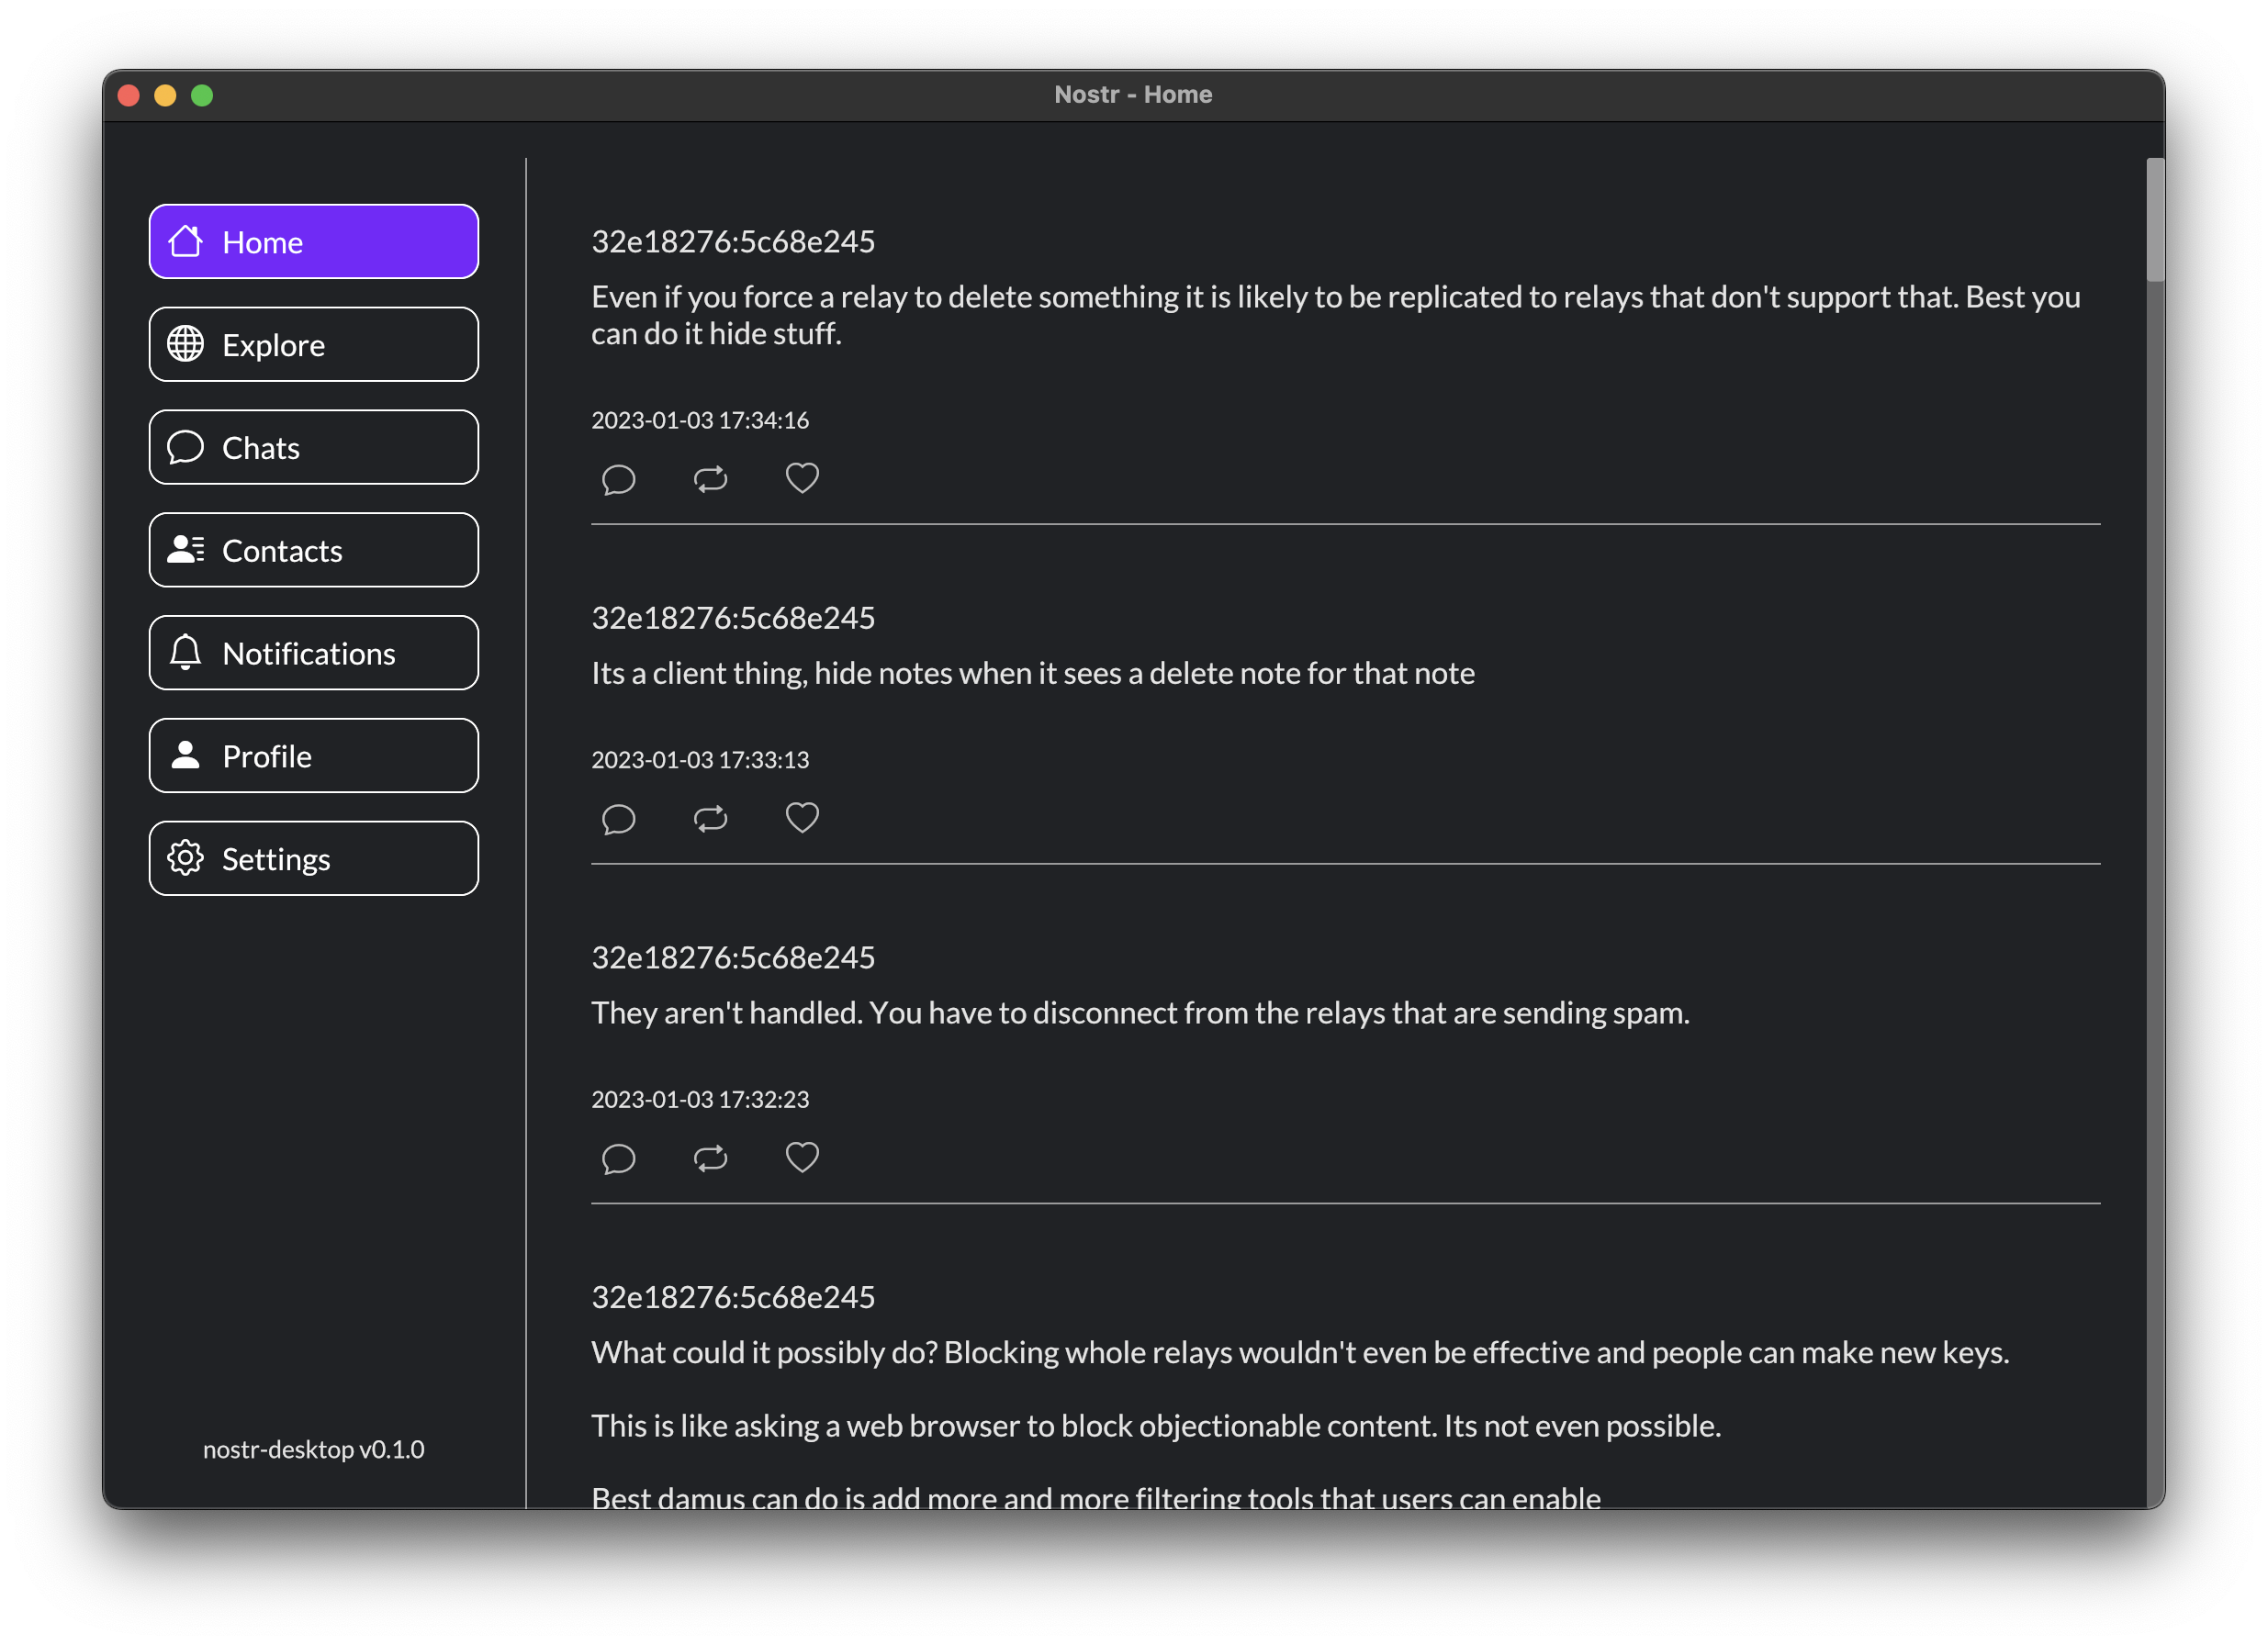 Nostr - Home
Home
Explore
Chats
Contacts
Notifications
Profile
Settings
nostr-desktop v0.1.0
32e18276:5c68e245
Even if you force a relay to delete something it is likely to be replicated to relays that don't support that. Best you
can do it hide stuff.
2023-01-03 17:34:16
32e18276:5c68e245
Its a client thing, hide notes when it sees a delete note for that note
2023-01-03 17:33:13
32e18276:5c68e245
They aren't handled. You have to disconnect from the relays that are sending spam.
2023-01-03 17:32:23
32e18276:5c68e245
What could it possibly do? Blocking whole relays wouldn't even be effective and people can make new keys.
This is like asking a web browser to block objectionable content. Its not even possible.
Best damus can do is add more and more filtering tools that users can enable